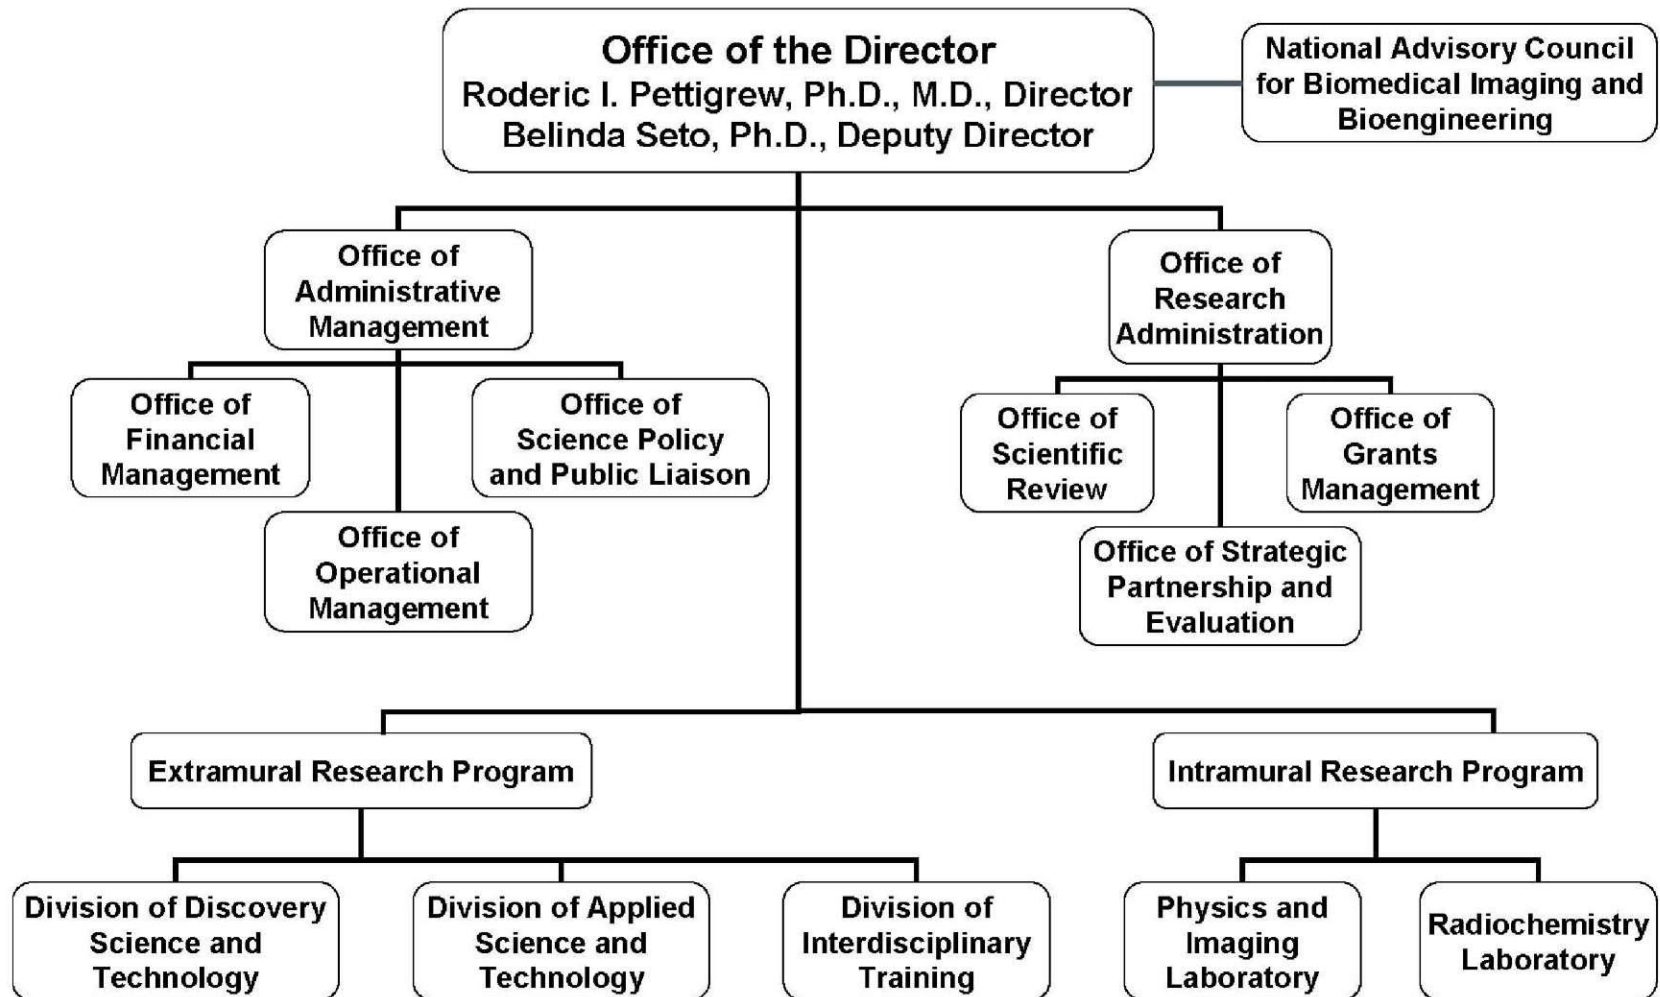 Office of the Director
Roderic I. Pettigrew, Ph.D., M.D., Director
Belinda Seto, Ph.D., Deputy Director
National Advisory Council
for Biomedical Imaging and
Bioengineering
Office of
Administrative
Management
Office of
Research
Administration
Office of
Financial
Management
Office of
Science Policy
and Public Liaison
Office of
Operational
Management
Office of
Scientific
Review
Office of
Grants
Management
Office of Strategic
Partnership and
Evaluation
Extramural Research Program
Intramural Research Program
Division of Discovery
Science and
Technology
Division of Applied
Science and
Technology
Division of
Interdisciplinary
Training
Physics and
Imaging
Laboratory
Radiochemistry
Laboratory